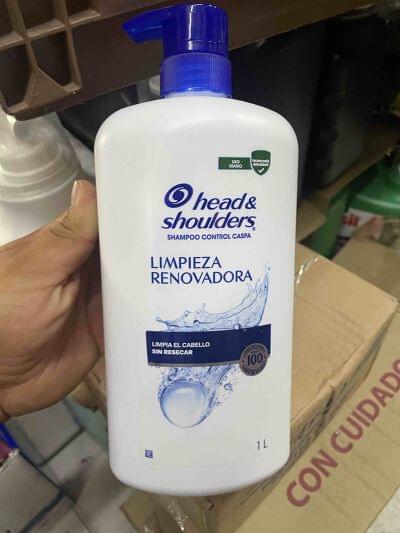 USO
DIARIO
head&
shoulders
SHAMPOO CONTROL CASPA
LIMPIEZA
RENOVADORA
LIMPIA EL CABELLO
SIN RESECAR
100
1 L
CON CUIDADO